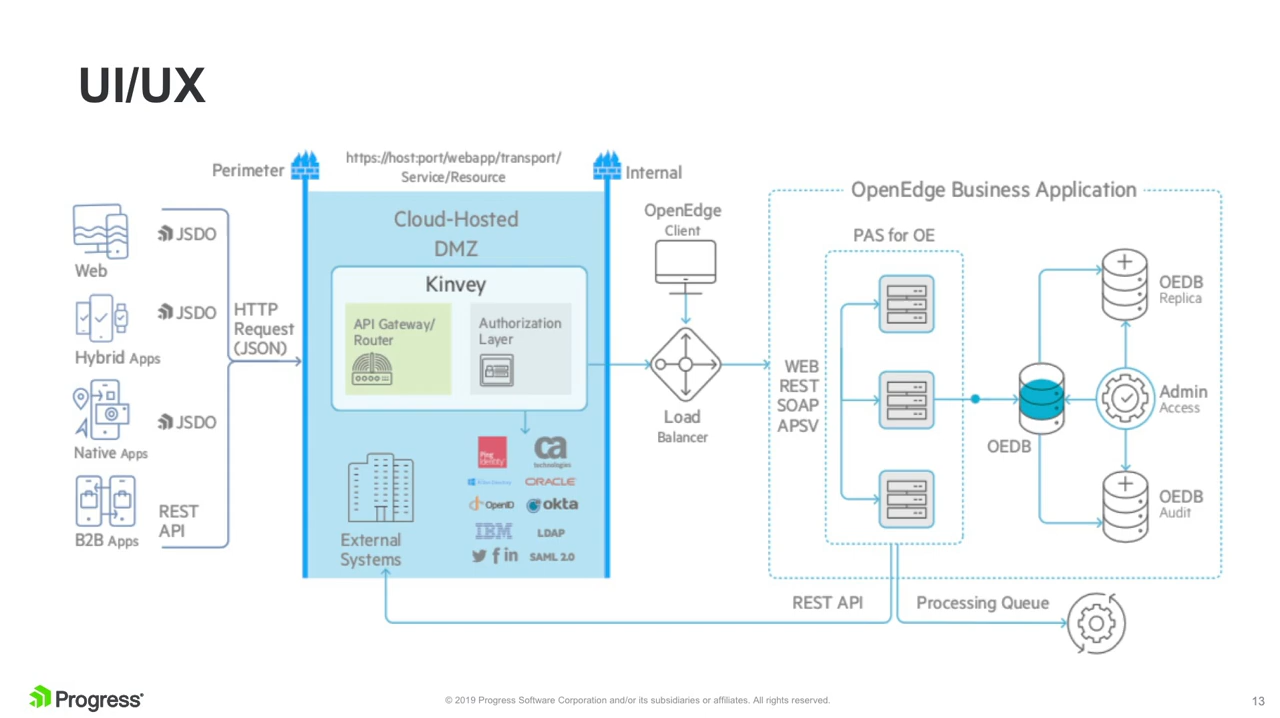 UI/UX
Perimeter
https://host:port/webapp/transport/
Service/Resource
Internal
Web
JSDO
Hybrid Apps
JSDO
Native Apps
JSDO
B2B Apps
REST
API
HTTP
Request
(JSON)
Cloud-Hosted
DMZ
Kinvey
API Gateway/
Router
Authorization
Layer
External
Systems
Ping
Identity
ca
technologies
ORACLE
OpenID
okta
IBM
LDAP
f in
SAML 2.0
OpenEdge
Client
Load
Balancer
OpenEdge Business Application
PAS for OE
WEB
REST
SOAP
APSV
OEDB
OEDB
Replica
Admin
Access
OEDB
Audit
REST API
Processing Queue
Progress
© 2019 Progress Software Corporation and/or its subsidiaries or affiliates. All rights reserved.
13